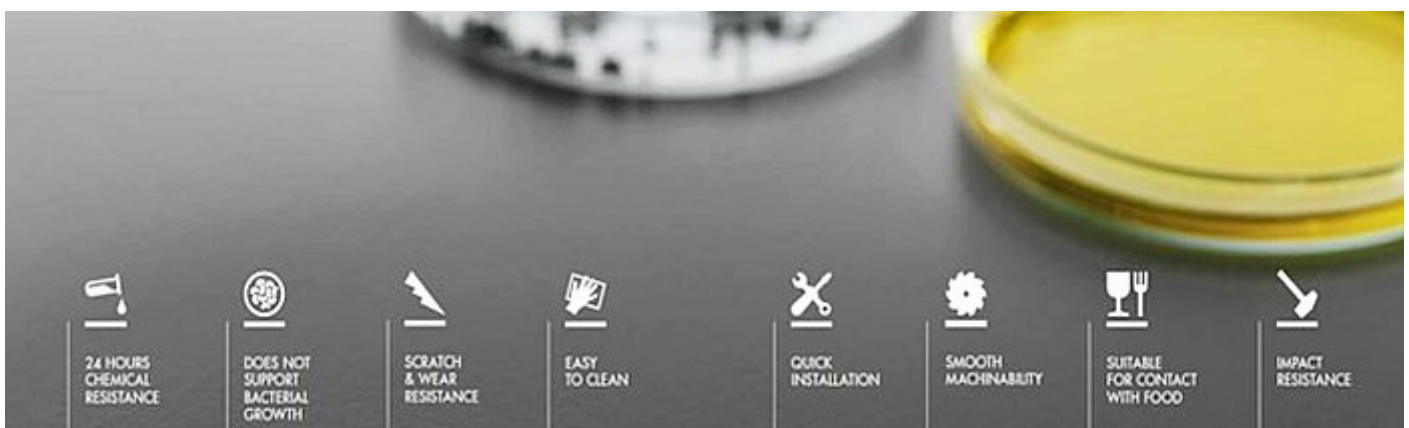 24 HOURS
CHEMICAL
RESISTANCE
DOES NOT
SUPPORT
BACTERIAL
GROWTH
SCRATCH
& WEAR
RESISTANCE
EASY
TO CLEAN
QUICK
INSTALLATION
SMOOTH
MACHINABILITY
SUITABLE
FOR CONTACT
WITH FOOD
IMPACT
RESISTANCE